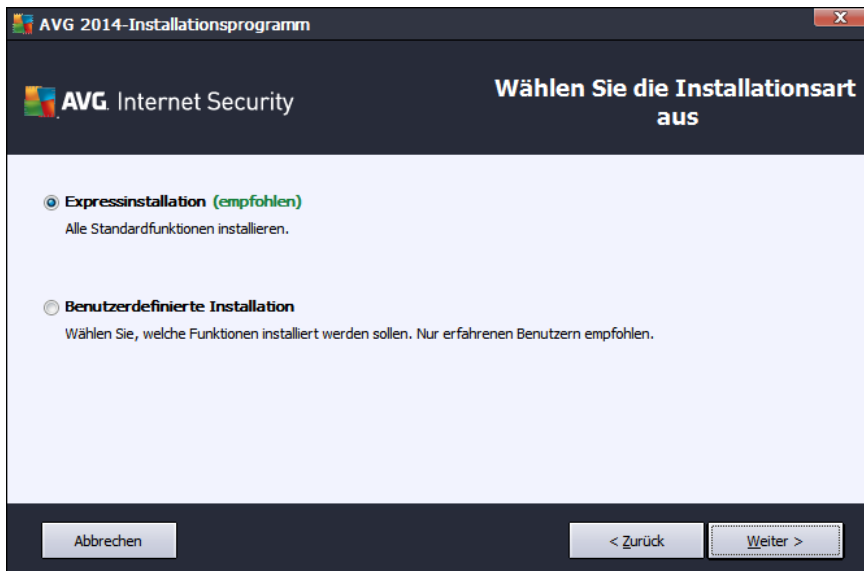 AVG 2014-Installationsprogramm
AVG. Internet Security
Wählen Sie die Installationsart
aus
Expressinstallation (empfohlen)
Alle Standardfunktionen installieren.
Benutzerdefinierte Installation
Wählen Sie, welche Funktionen installiert werden sollen. Nur erfahrenen Benutzern empfohlen.
Abbrechen
< Zurück
Weiter >